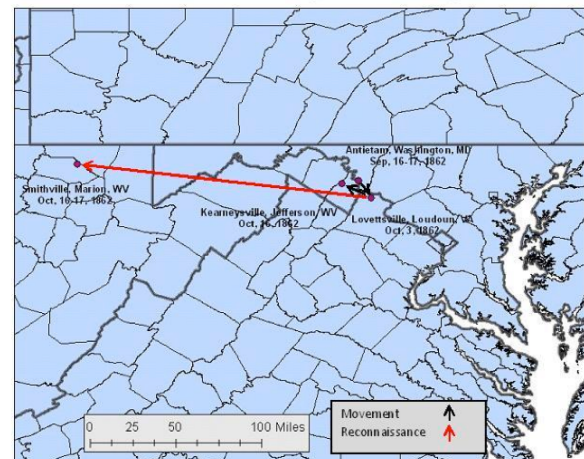 Antietam, Washington, MD
Sep. 16-17, 1862
Smithville, Marion, WV
Oct. 10-17, 1862
Kearneysville, Jefferson, WV
Oct. 16, 1862
Lovettsville, Loudoun, VA
Oct. 3, 1862
Movement
Reconnaissance
0 25 50 100 Miles